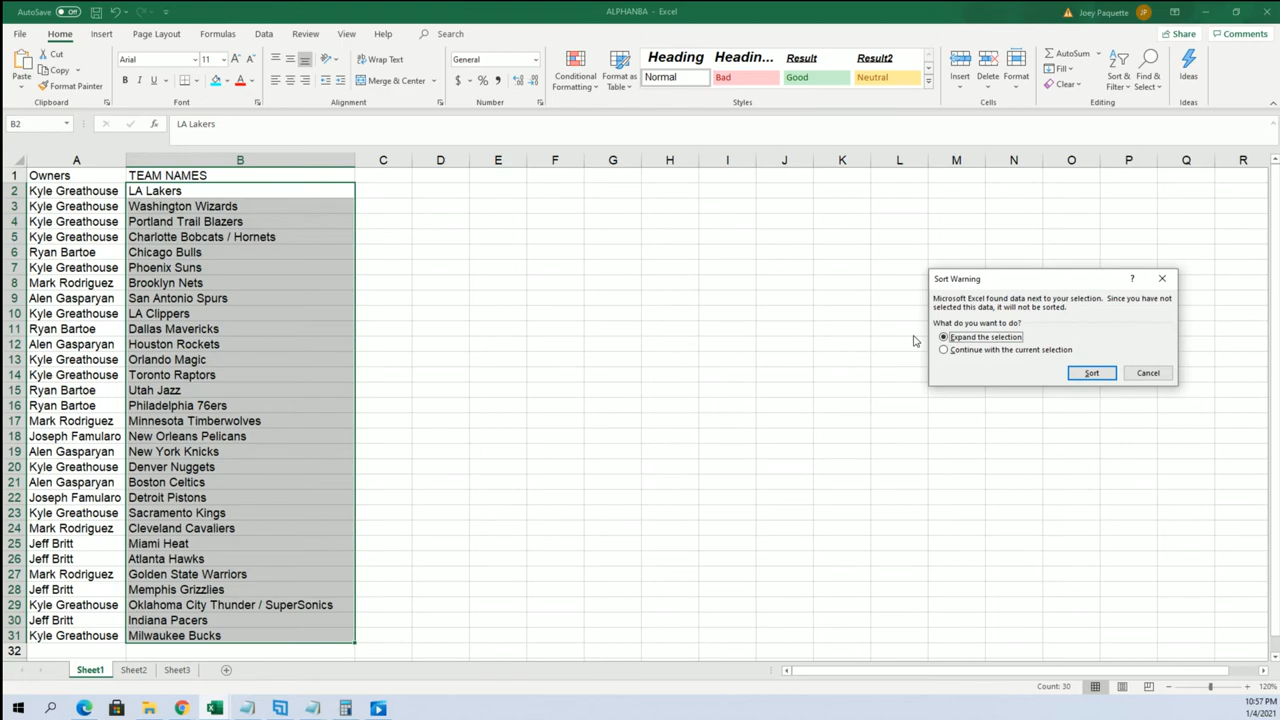 AutoSave Off
ALPHANBA - Excel
Joey Paquette JP
File Home Insert Page Layout Formulas Data Review View Help Search
Share Comments
Paste
Cut
Copy
Format Painter
Clipboard
Arial 11
B I U
Font
Wrap Text
Merge & Center
Alignment
General
$ % ,
Number
Conditional Formatting
Format as Table
Heading Headin... Result Result2
Normal Bad Good Neutral
Styles
Insert Delete Format
Cells
AutoSum
Fill
Clear
Sort & Filter
Find & Select
Editing
Ideas
Ideas
B2 fx LA Lakers
A B C D E F G H I J K L M N O P Q R
1 Owners TEAM NAMES
2 Kyle Greathouse LA Lakers
3 Kyle Greathouse Washington Wizards
4 Kyle Greathouse Portland Trail Blazers
5 Kyle Greathouse Charlotte Bobcats / Hornets
6 Ryan Bartoe Chicago Bulls
7 Kyle Greathouse Phoenix Suns
8 Mark Rodriguez Brooklyn Nets
9 Alen Gasparyan San Antonio Spurs
10 Kyle Greathouse LA Clippers
11 Ryan Bartoe Dallas Mavericks
12 Alen Gasparyan Houston Rockets
13 Kyle Greathouse Orlando Magic
14 Kyle Greathouse Toronto Raptors
15 Ryan Bartoe Utah Jazz
16 Ryan Bartoe Philadelphia 76ers
17 Mark Rodriguez Minnesota Timberwolves
18 Joseph Famularo New Orleans Pelicans
19 Alen Gasparyan New York Knicks
20 Kyle Greathouse Denver Nuggets
21 Alen Gasparyan Boston Celtics
22 Joseph Famularo Detroit Pistons
23 Kyle Greathouse Sacramento Kings
24 Mark Rodriguez Cleveland Cavaliers
25 Jeff Britt Miami Heat
26 Jeff Britt Atlanta Hawks
27 Mark Rodriguez Golden State Warriors
28 Jeff Britt Memphis Grizzlies
29 Kyle Greathouse Oklahoma City Thunder / SuperSonics
30 Jeff Britt Indiana Pacers
31 Kyle Greathouse Milwaukee Bucks
32
Sort Warning ?
Microsoft Excel found data next to your selection. Since you have not
selected this data, it will not be sorted.
What do you want to do?
Expand the selection
Continue with the current selection
Sort Cancel
Sheet1 Sheet2 Sheet3
Count: 30 120%
10:57 PM
1/4/2021